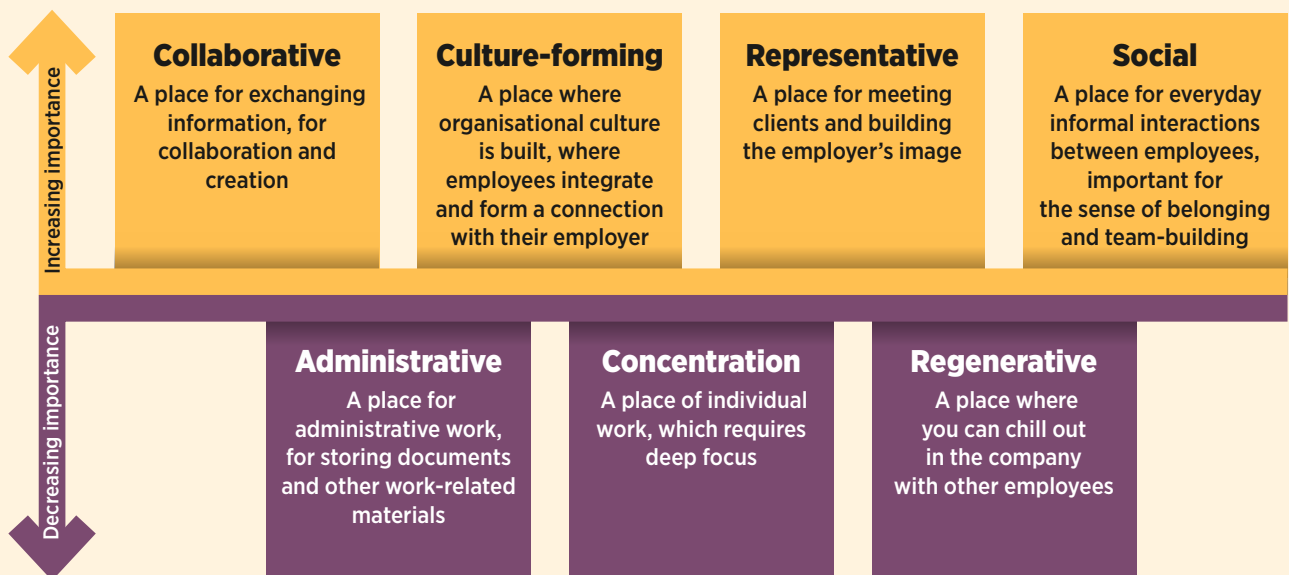 Increasing importance
Collaborative
A place for exchanging
information, for
collaboration and
creation
Culture-forming
A place where
organisational culture
is built, where
employees integrate
and form a connection
with their employer
Representative
A place for meeting
clients and building
the employer’s image
Social
A place for everyday
informal interactions
between employees,
important for
the sense of belonging
and team-building
Decreasing importance
Administrative
A place for
administrative work,
for storing documents
and other work-related
materials
Concentration
A place of individual
work, which requires
deep focus
Regenerative
A place where
you can chill out
in the company
with other employees